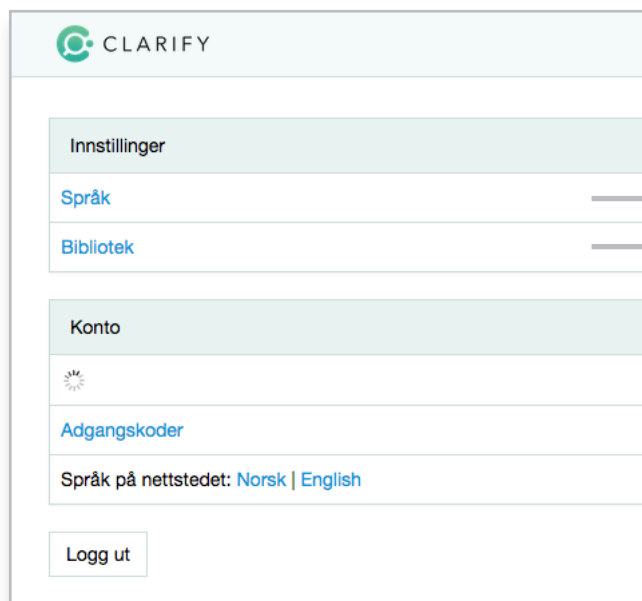 CLARIFY
Innstillinger
Språk
Bibliotek
Konto
Adgangskoder
Språk på nettstedet: Norsk | English
Logg ut